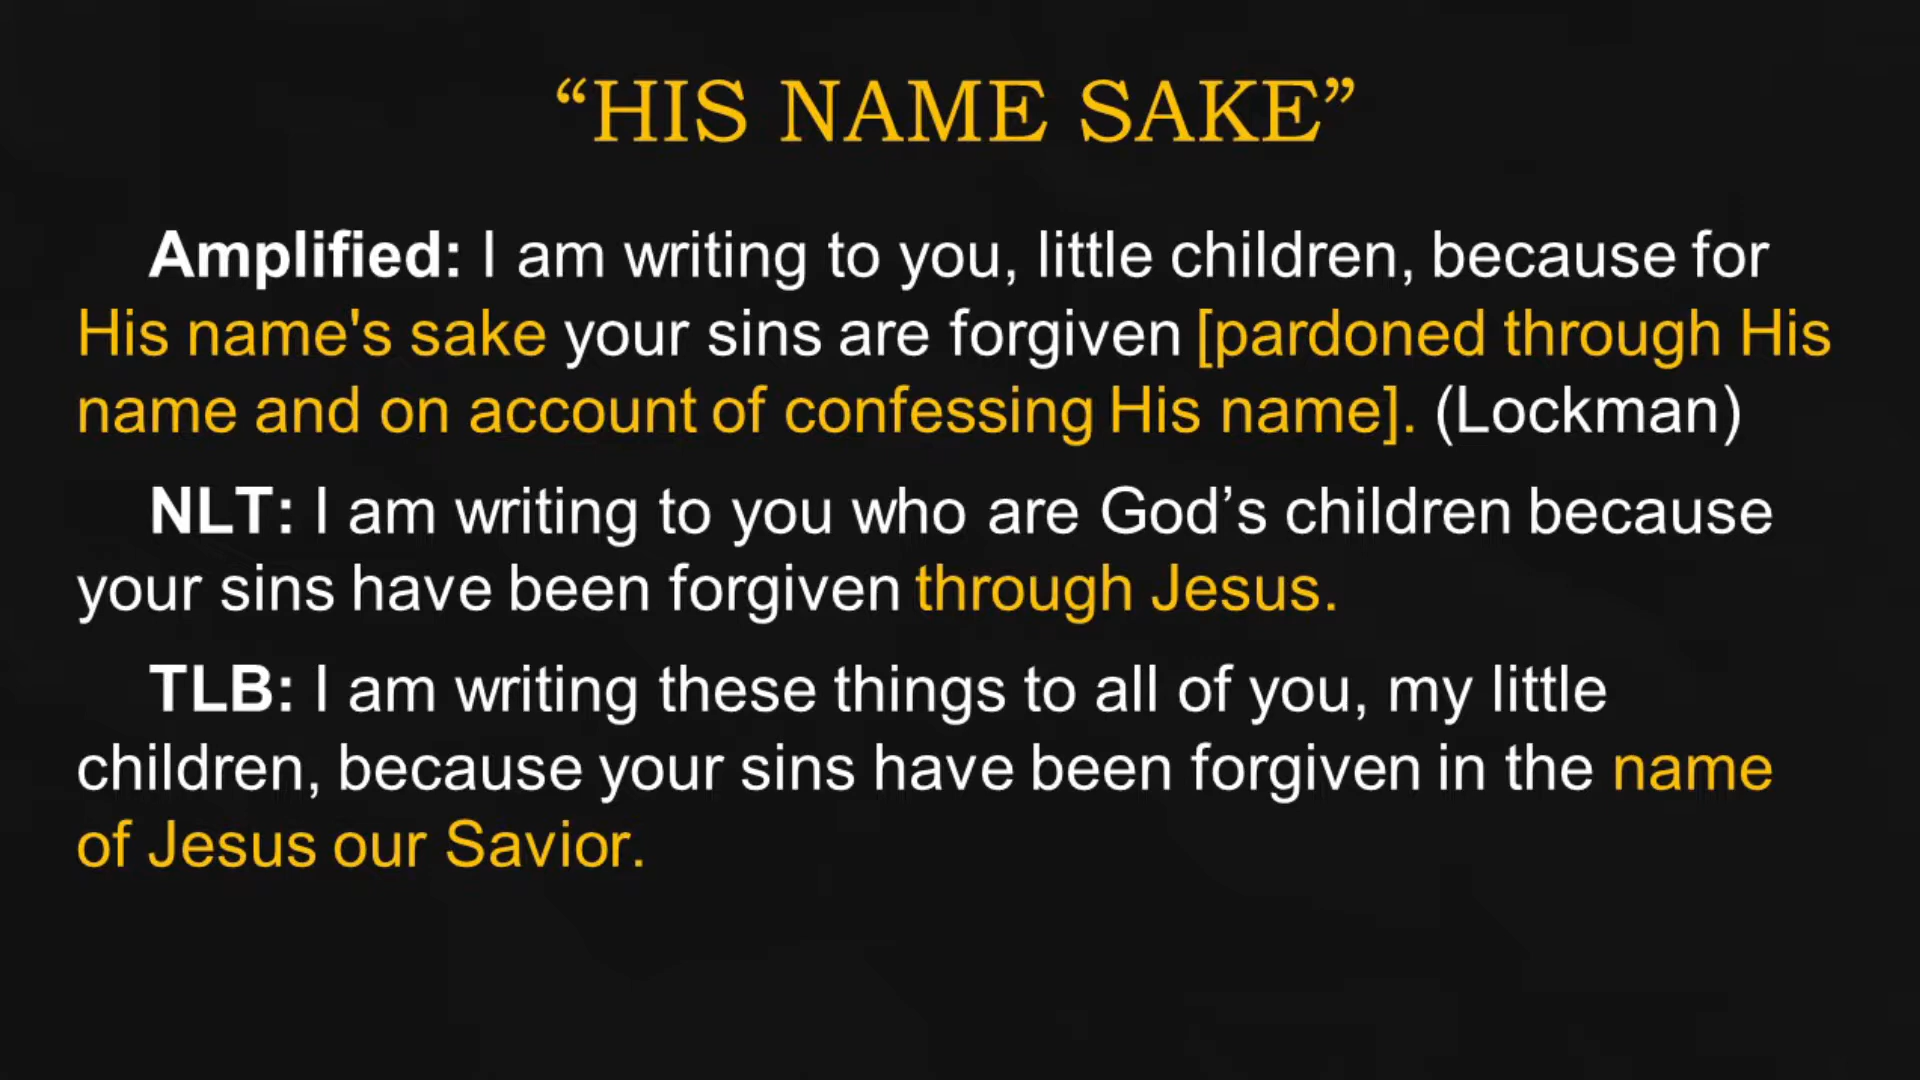 “HIS NAME SAKE”
Amplified: I am writing to you, little children, because for
His name's sake your sins are forgiven [pardoned through His
name and on account of confessing His name]. (Lockman)
NLT: I am writing to you who are God’s children because
your sins have been forgiven through Jesus.
TLB: I am writing these things to all of you, my little
children, because your sins have been forgiven in the name
of Jesus our Savior.